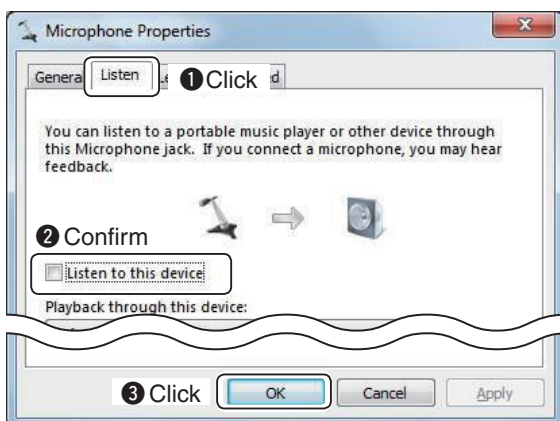 Microphone Properties
General Listen ❶Click
You can listen to a portable music player or other device through
this Microphone jack. If you connect a microphone, you may hear
feedback.
❷Confirm
Listen to this device
Playback through this device:
❸Click OK Cancel Apply